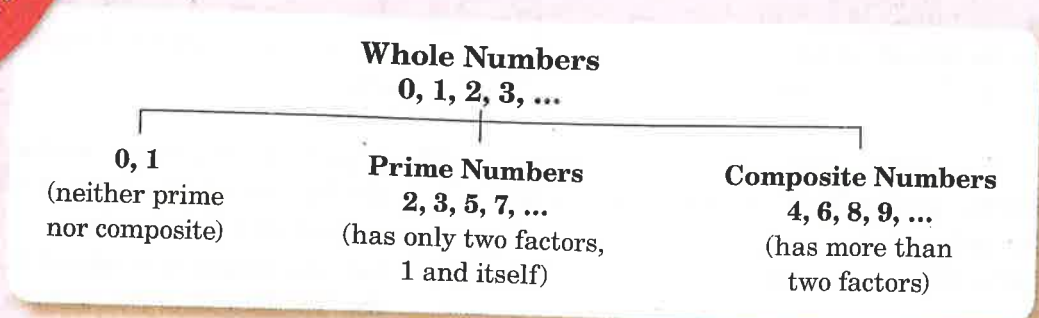 Whole Numbers
0, 1, 2, 3, ...
0, 1
(neither prime
nor composite)
Prime Numbers
2, 3, 5, 7, ...
(has only two factors,
1 and itself)
Composite Numbers
4, 6, 8, 9, ...
(has more than
two factors)